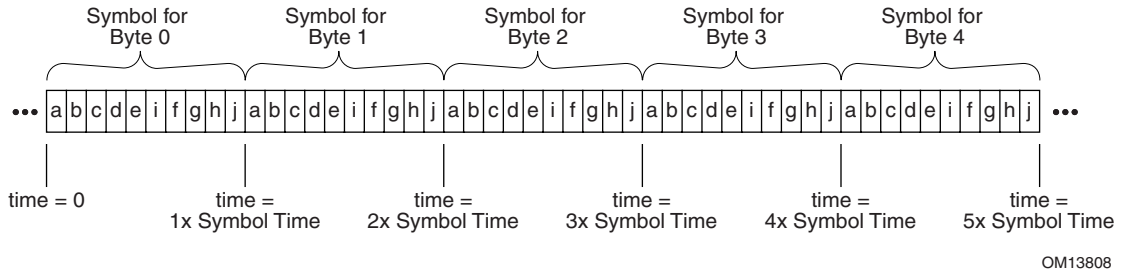 Symbol for Byte 0
Symbol for Byte 1
Symbol for Byte 2
Symbol for Byte 3
Symbol for Byte 4
••• a b c d e i f g h j a b c d e i f g h j a b c d e i f g h j a b c d e i f g h j a b c d e i f g h j •••
time = 0
time = 1x Symbol Time
time = 2x Symbol Time
time = 3x Symbol Time
time = 4x Symbol Time
time = 5x Symbol Time
OM13808